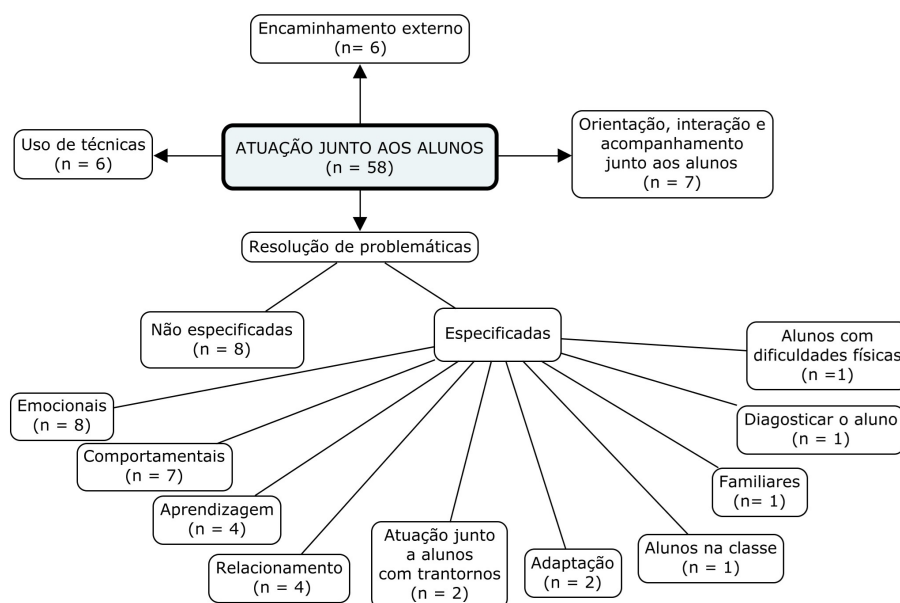 Encaminhamento externo
(n= 6)
Uso de técnicas
(n = 6)
ATUAÇÃO JUNTO AOS ALUNOS
(n = 58)
Orientação, interação e
acompanhamento
junto aos alunos
(n = 7)
Resolução de problemáticas
Não especificadas
(n = 8)
Especificadas
Alunos com
dificuldades físicas
(n =1)
Emocionais
(n = 8)
Diagosticar o aluno
(n = 1)
Comportamentais
(n = 7)
Familiares
(n= 1)
Aprendizagem
(n = 4)
Relacionamento
(n = 4)
Atuação junto
a alunos
com trantornos
(n = 2)
Adaptação
(n = 2)
Alunos na classe
(n = 1)